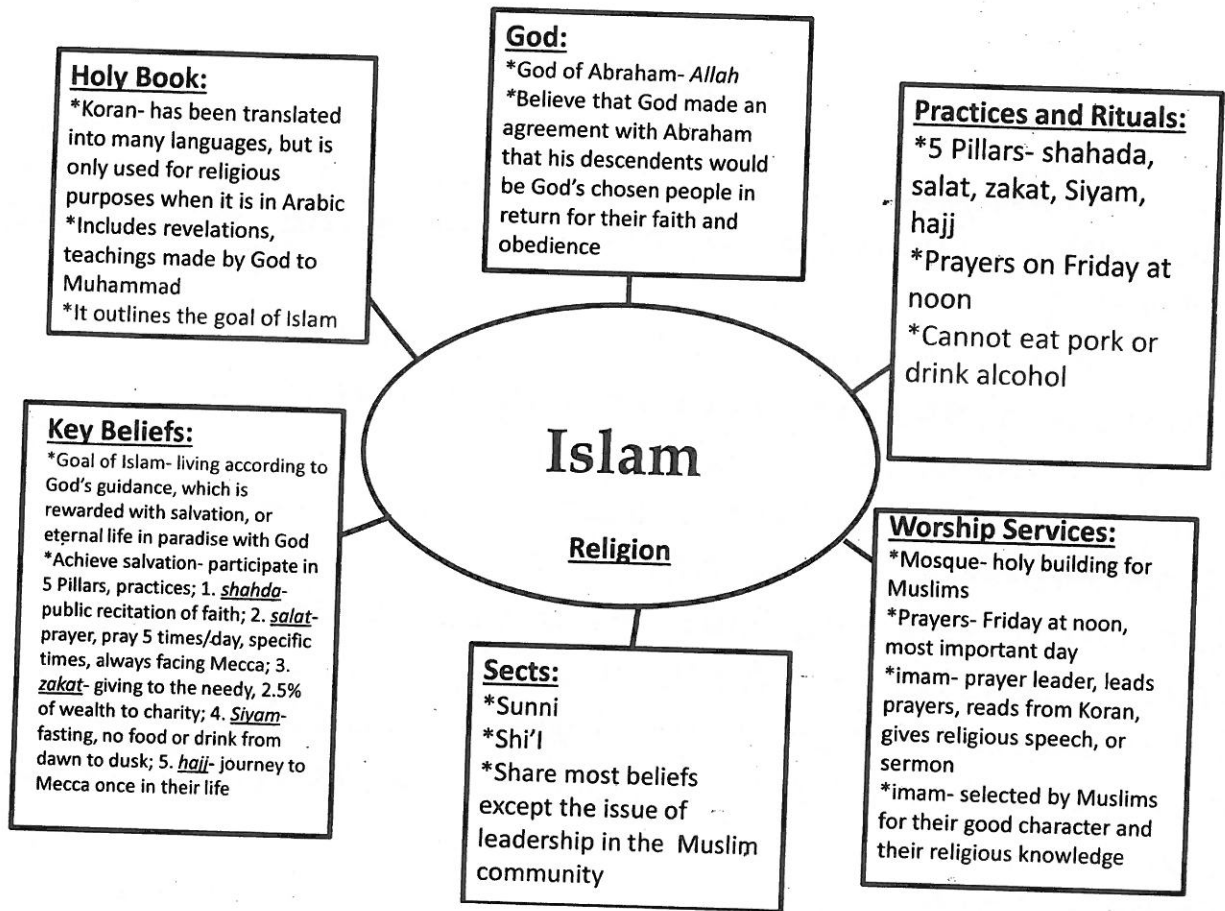 Holy Book:
*Koran- has been translated
into many languages, but is
only used for religious
purposes when it is in Arabic
*Includes revelations,
teachings made by God to
Muhammad
*It outlines the goal of Islam
God:
*God of Abraham- Allah
*Believe that God made an
agreement with Abraham
that his descendents would
be God's chosen people in
return for their faith and
obedience
Practices and Rituals:
*5 Pillars- shahada,
salat, zakat, Siyam,
hajj
*Prayers on Friday at
noon
*Cannot eat pork or
drink alcohol
Islam
Religion
Key Beliefs:
*Goal of Islam- living according to
God's guidance, which is
rewarded with salvation, or
eternal life in paradise with God
*Achieve salvation- participate in
5 Pillars, practices; 1. shahda-
public recitation of faith; 2. salat-
prayer, pray 5 times/day, specific
times, always facing Mecca; 3.
zakat- giving to the needy, 2.5%
of wealth to charity; 4. Siyam-
fasting, no food or drink from
dawn to dusk; 5. hajj- journey to
Mecca once in their life
Sects:
*Sunni
*Shi'I
*Share most beliefs
except the issue of
leadership in the Muslim
community
Worship Services:
*Mosque- holy building for
Muslims
*Prayers- Friday at noon,
most important day
*imam- prayer leader, leads
prayers, reads from Koran,
gives religious speech, or
sermon
*imam- selected by Muslims
for their good character and
their religious knowledge